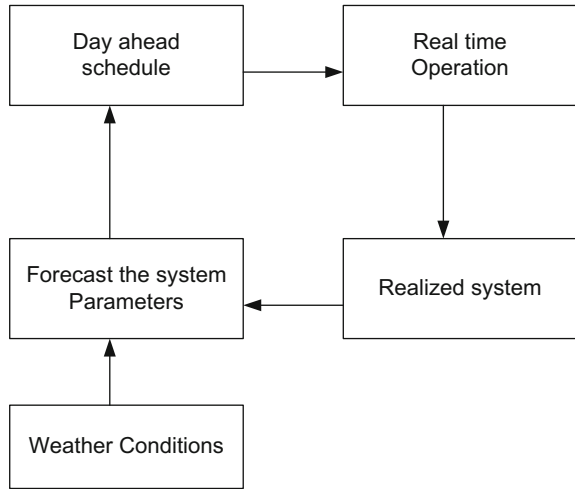 Day ahead
schedule
Real time
Operation
Forecast the system
Parameters
Realized system
Weather Conditions